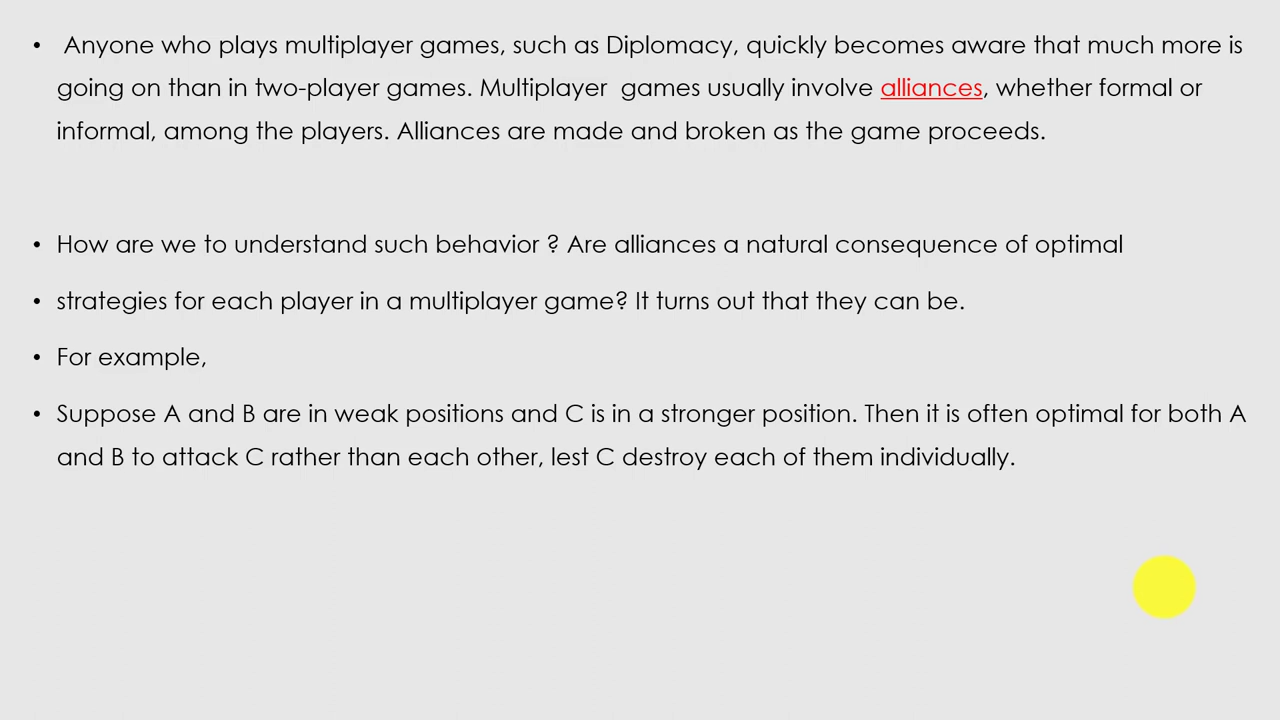 • Anyone who plays multiplayer games, such as Diplomacy, quickly becomes aware that much more is
going on than in two-player games. Multiplayer games usually involve alliances, whether formal or
informal, among the players. Alliances are made and broken as the game proceeds.
• How are we to understand such behavior ? Are alliances a natural consequence of optimal
• strategies for each player in a multiplayer game? It turns out that they can be.
• For example,
• Suppose A and B are in weak positions and C is in a stronger position. Then it is often optimal for both A
and B to attack C rather than each other, lest C destroy each of them individually.